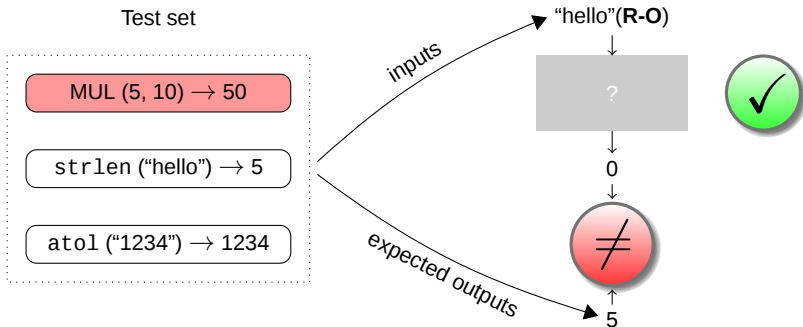 Test set
MUL (5, 10) → 50
strlen (“hello”) → 5
atol (“1234”) → 1234
inputs
expected outputs
“hello”(R-O)
?
0
≠
5